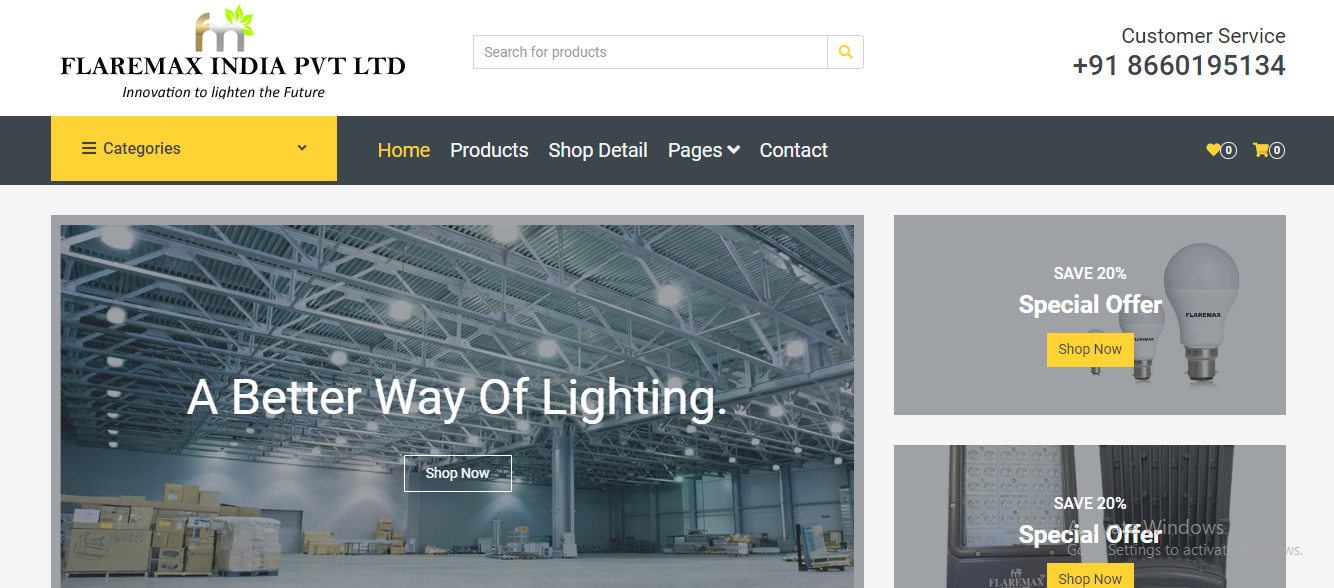 fm
FLAREMAX INDIA PVT LTD
Innovation to lighten the Future
Search for products
Customer Service
+91 8660195134
Categories
Home Products Shop Detail Pages Contact
0 0
A Better Way Of Lighting.
Shop Now
SAVE 20%
Special Offer
Shop Now
FLAREMAX
FLAREMAX
SAVE 20%
Special Offer
Shop Now
FLAREMAX
Activate Windows
Go to Settings to activate Windows.